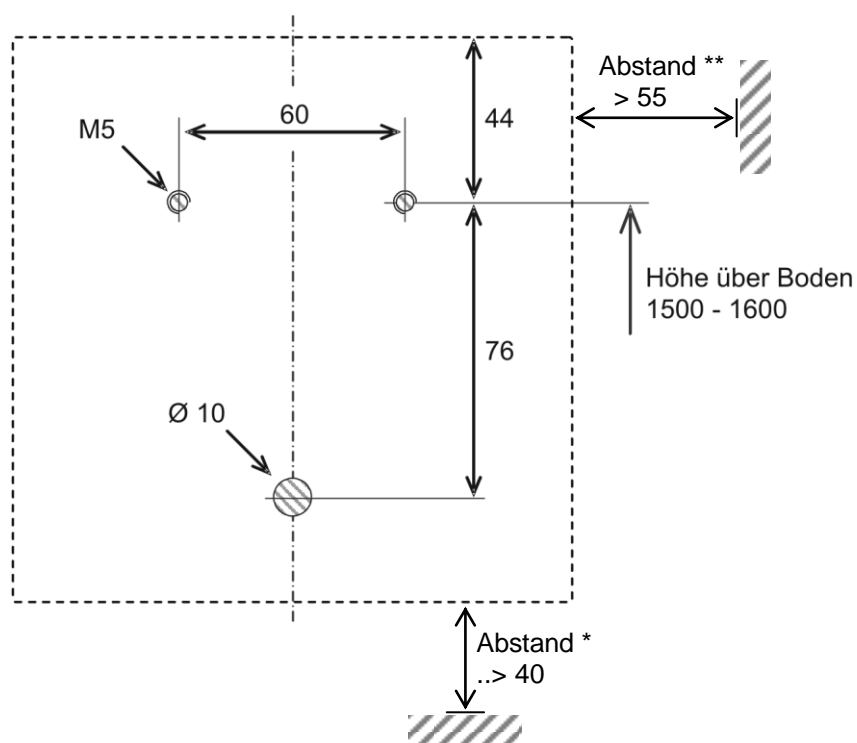 Abstand **
> 55
60
44
M5
Höhe über Boden
1500 - 1600
76
Ø 10
Abstand *
..> 40